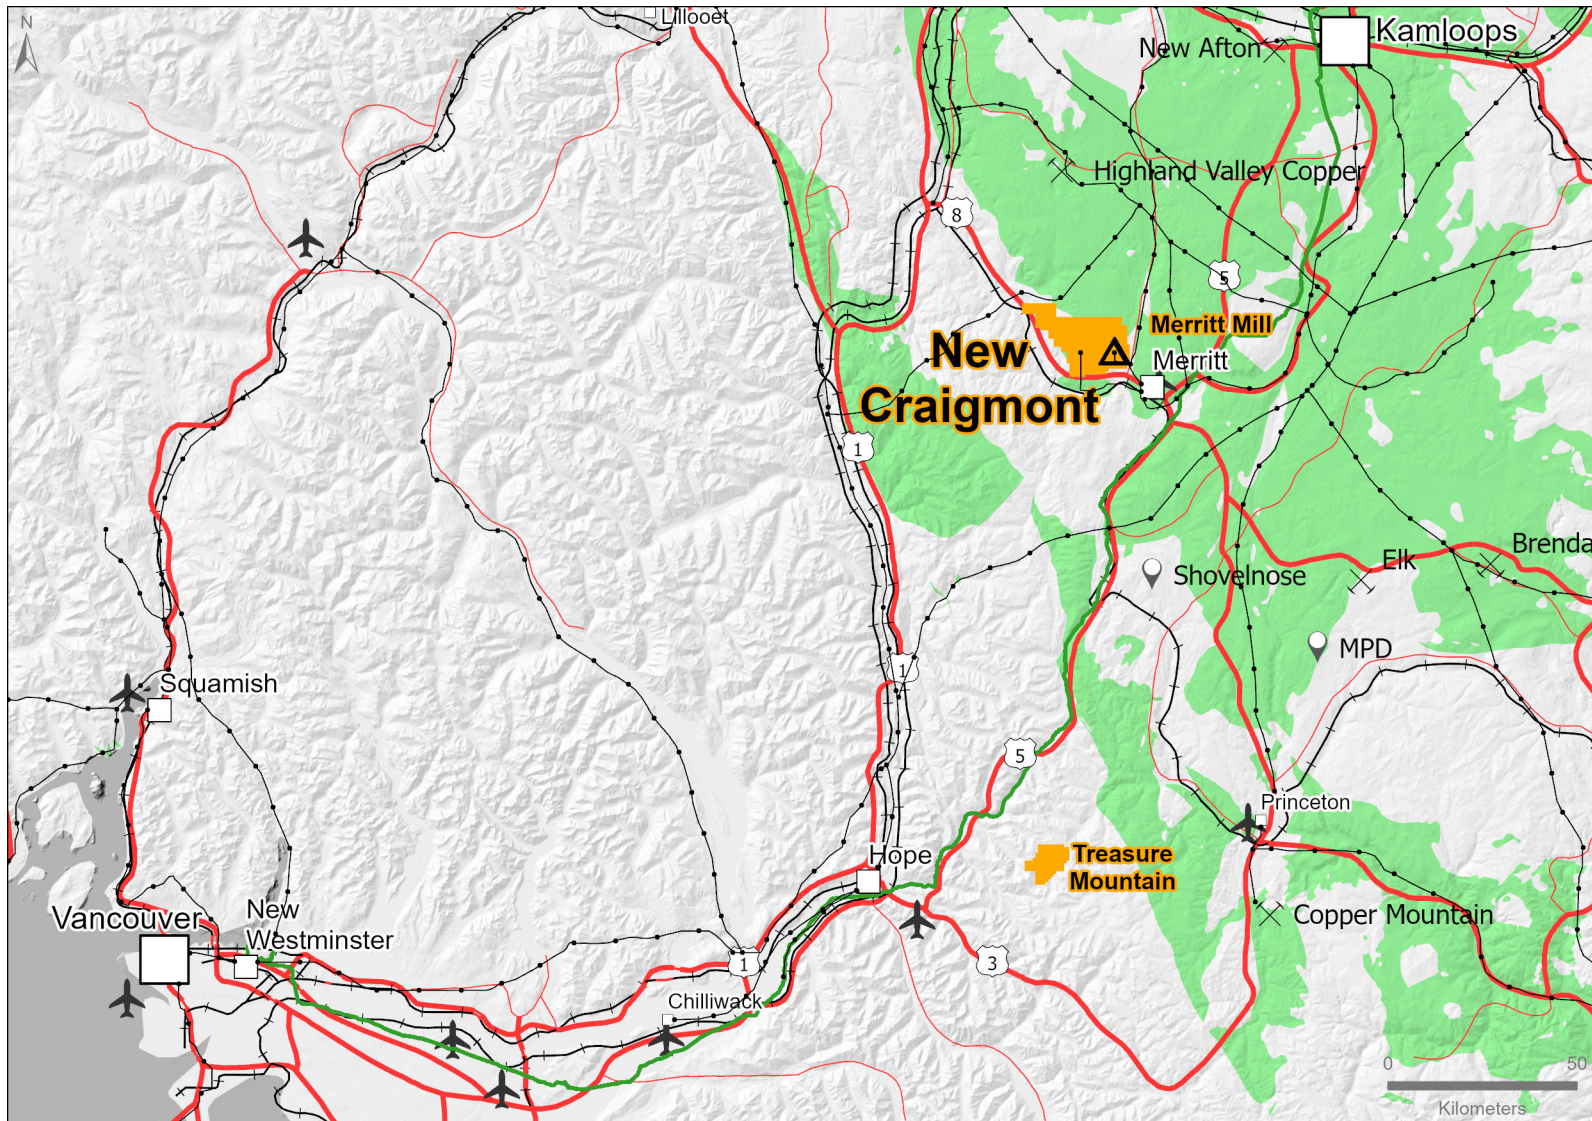 N
Lillooet
Kamloops
New Afton
Highland Valley Copper
8
5
Merritt Mill
New
Craigmont
Merritt
1
Shovelnose
Elk
Brenda
MPD
1
Squamish
5
Princeton
Hope
Treasure
Mountain
Copper Mountain
Vancouver
New
Westminster
1
3
Chilliwack
0
50
Kilometers